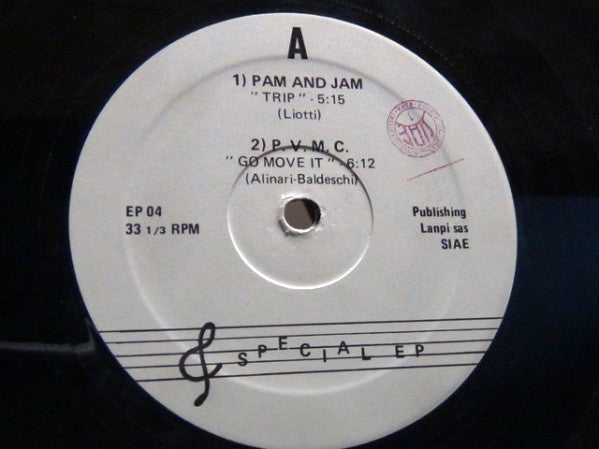 A
1) PAM AND JAM
" TRIP " - 5:15
(Liotti)
2) P. V. M. C.
" GO MOVE IT " - 6:12
(Alinari-Baldeschi)
EP 04
33 1/3 RPM
Publishing
Lanpi sas
SIAE
SPECIAL EP